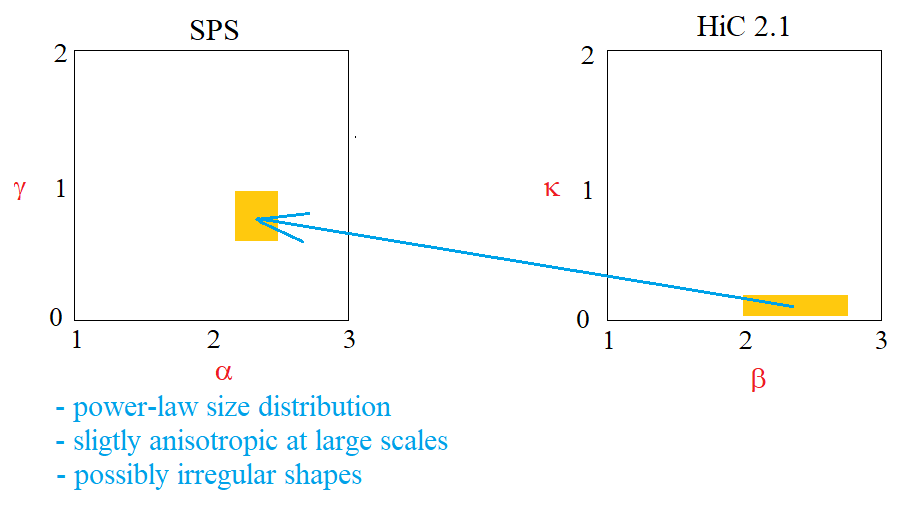 SPS
HiC 2.1
2
2
γ
1
κ
1
0
0
1
2
3
1
2
3
α
β
- power-law size distribution
- sligtly anisotropic at large scales
- possibly irregular shapes